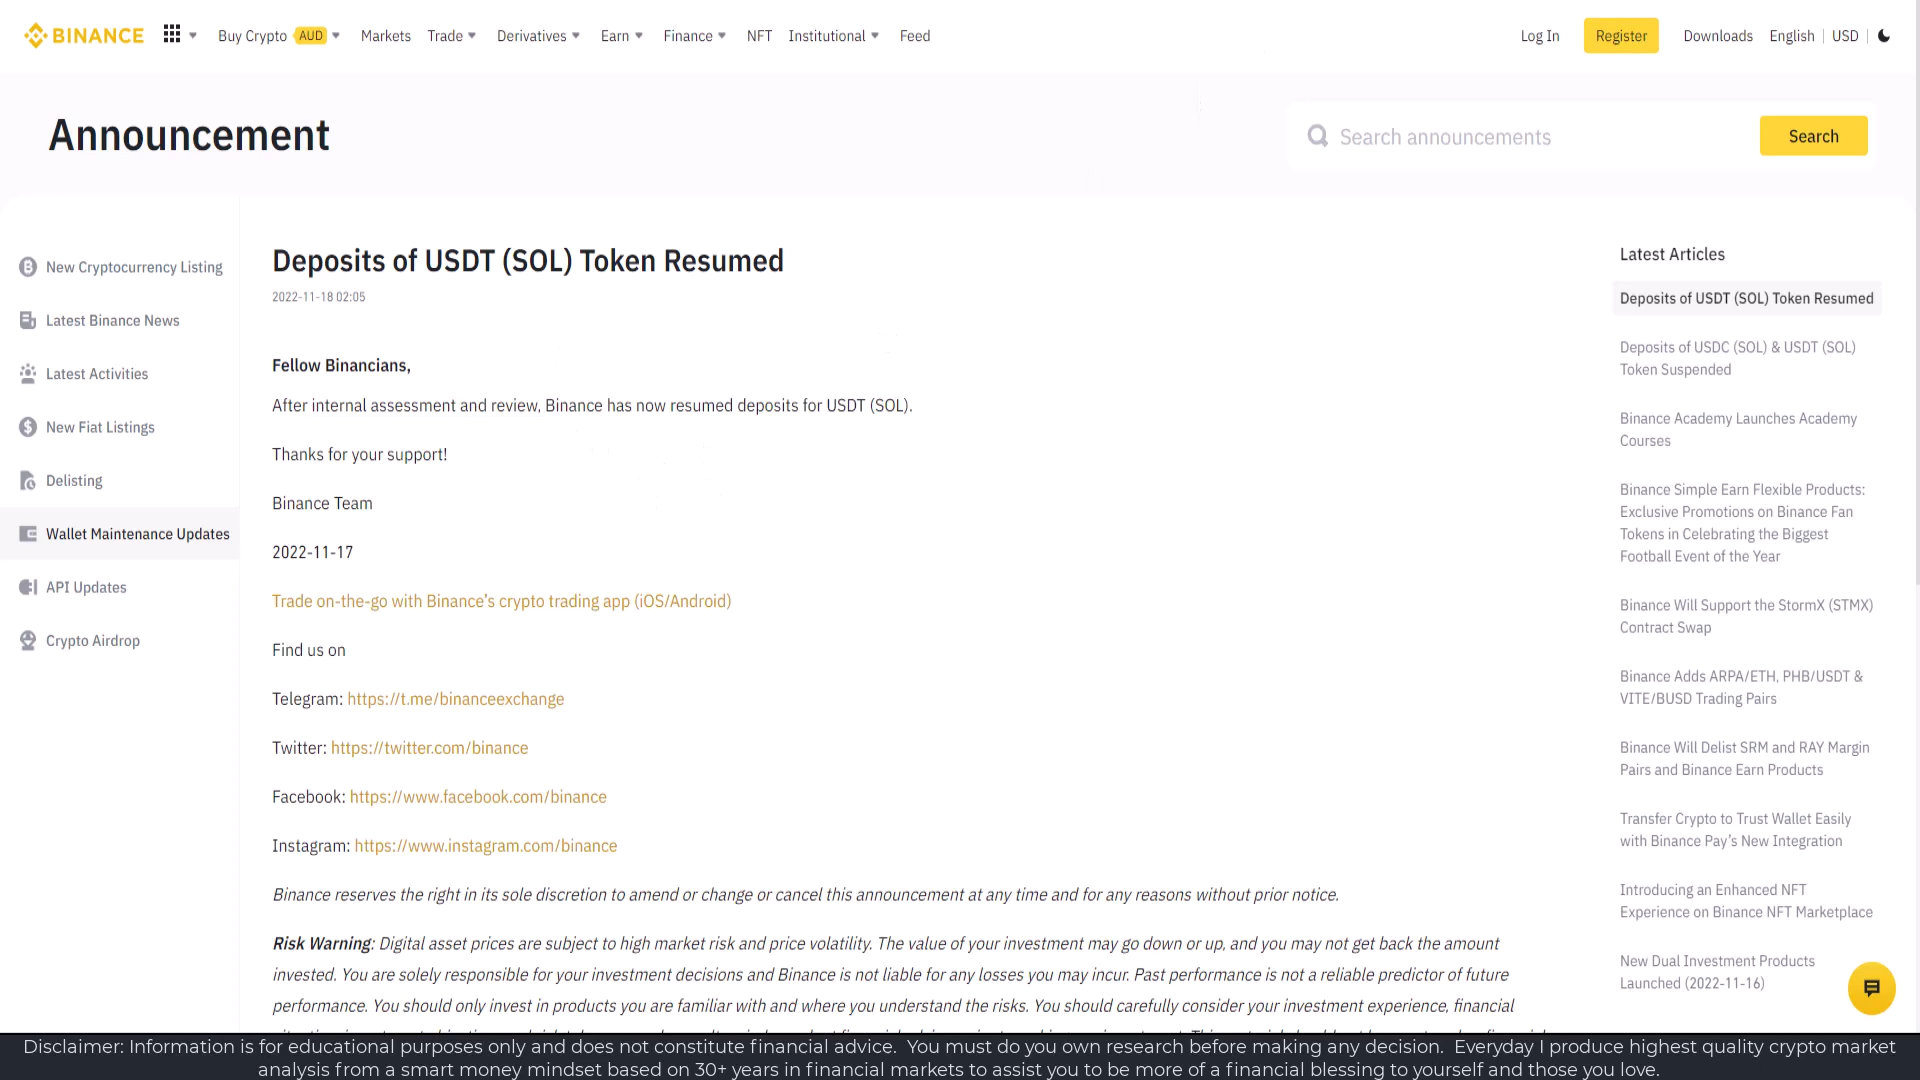 BINANCE
Buy Crypto AUD
Markets
Trade
Derivatives
Earn
Finance
NFT
Institutional
Feed
Log In
Register
Downloads
English
USD
Announcement
Search announcements
Search
New Cryptocurrency Listing
Latest Binance News
Latest Activities
New Fiat Listings
Delisting
Wallet Maintenance Updates
API Updates
Crypto Airdrop
Deposits of USDT (SOL) Token Resumed
2022-11-18 02:05
Fellow Binancians,
After internal assessment and review, Binance has now resumed deposits for USDT (SOL).
Thanks for your support!
Binance Team
2022-11-17
Trade on-the-go with Binance's crypto trading app (iOS/Android)
Find us on
Telegram: https://t.me/binanceexchange
Twitter: https://twitter.com/binance
Facebook: https://www.facebook.com/binance
Instagram: https://www.instagram.com/binance
Binance reserves the right in its sole discretion to amend or change or cancel this announcement at any time and for any reasons without prior notice.
Risk Warning: Digital asset prices are subject to high market risk and price volatility. The value of your investment may go down or up, and you may not get back the amount
invested. You are solely responsible for your investment decisions and Binance is not liable for any losses you may incur. Past performance is not a reliable predictor of future
performance. You should only invest in products you are familiar with and where you understand the risks. You should carefully consider your investment experience, financial
Latest Articles
Deposits of USDT (SOL) Token Resumed
Deposits of USDC (SOL) & USDT (SOL)
Token Suspended
Binance Academy Launches Academy
Courses
Binance Simple Earn Flexible Products:
Exclusive Promotions on Binance Fan
Tokens in Celebrating the Biggest
Football Event of the Year
Binance Will Support the StormX (STMX)
Contract Swap
Binance Adds ARPA/ETH, PHB/USDT &
VITE/BUSD Trading Pairs
Binance Will Delist SRM and RAY Margin
Pairs and Binance Earn Products
Transfer Crypto to Trust Wallet Easily
with Binance Pay's New Integration
Introducing an Enhanced NFT
Experience on Binance NFT Marketplace
New Dual Investment Products
Launched (2022-11-16)
Disclaimer: Information is for educational purposes only and does not constitute financial advice. You must do you own research before making any decision. Everyday I produce highest quality crypto market
analysis from a smart money mindset based on 30+ years in financial markets to assist you to be more of a financial blessing to yourself and those you love.